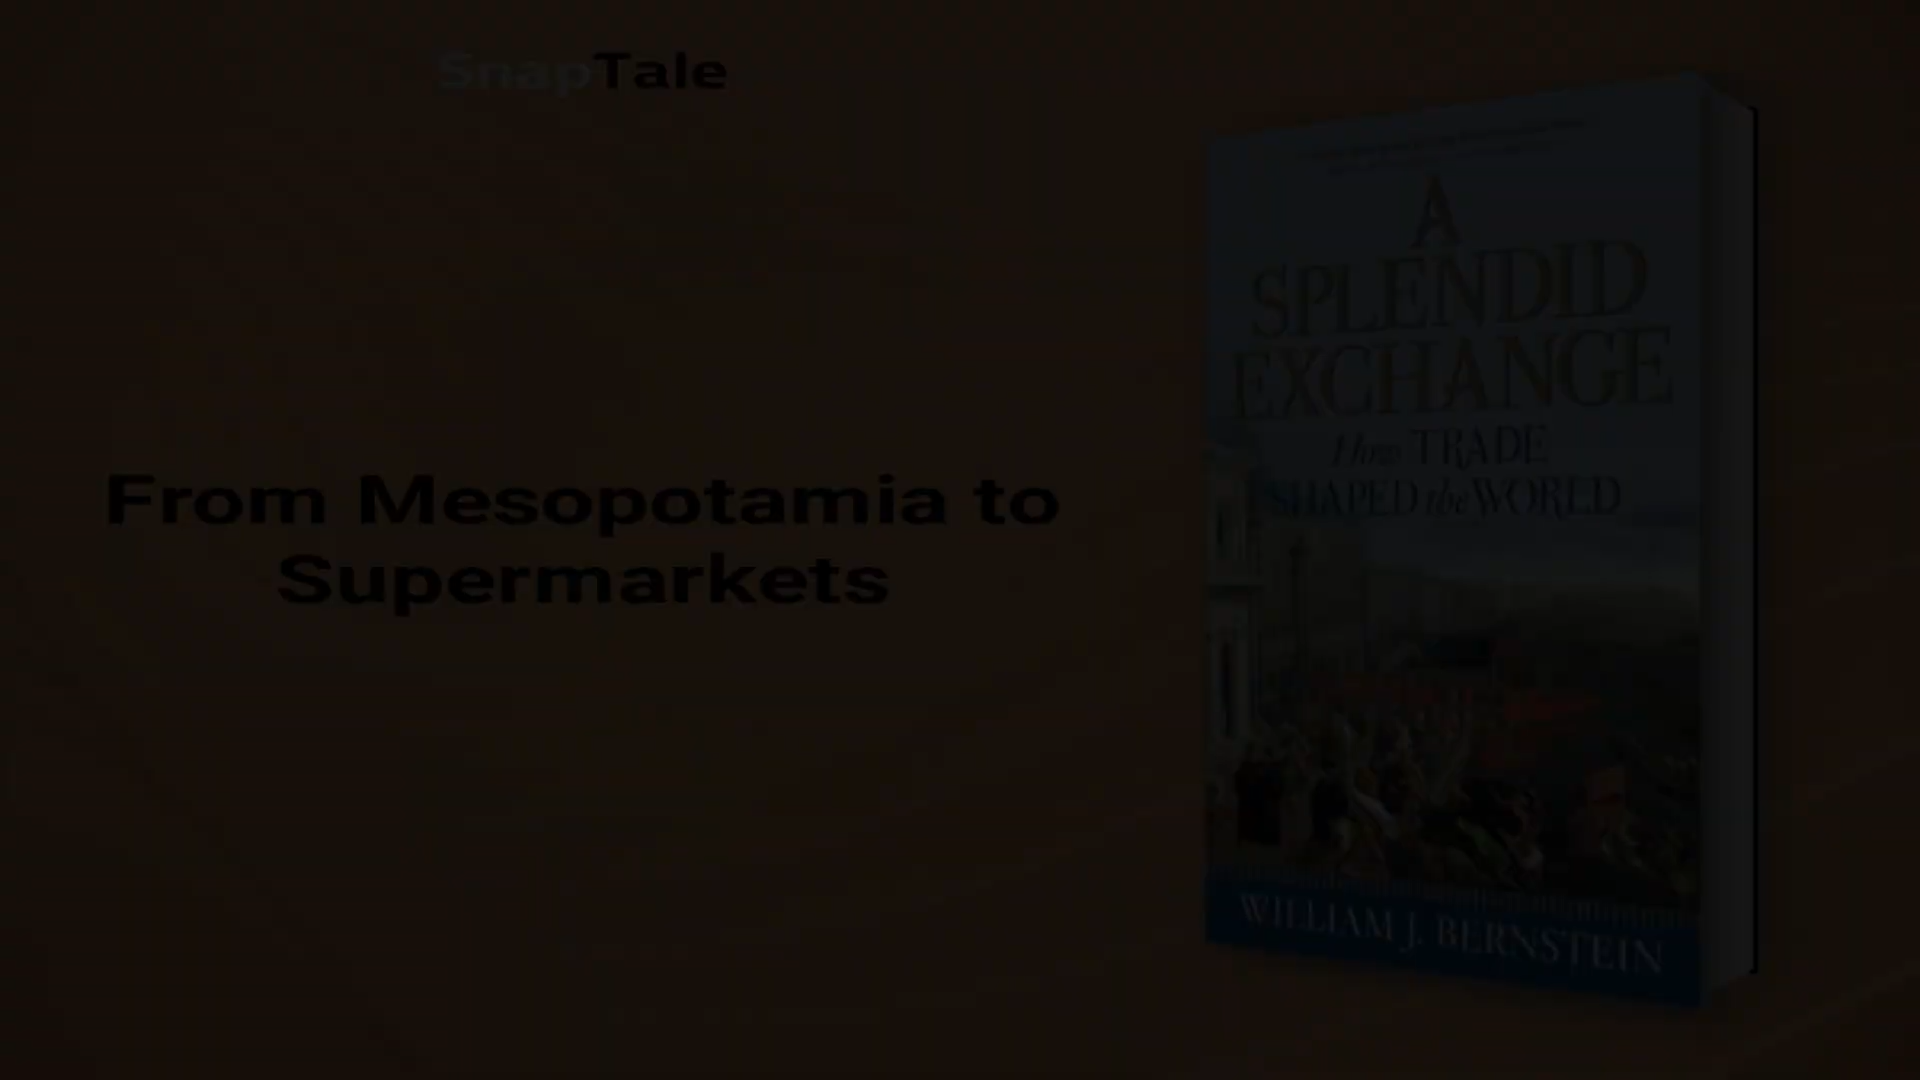 SnapTale
From Mesopotamia to
Supermarkets
A
SPLENDID
EXCHANGE
How TRADE
SHAPED the WORLD
WILLIAM J. BERNSTEIN